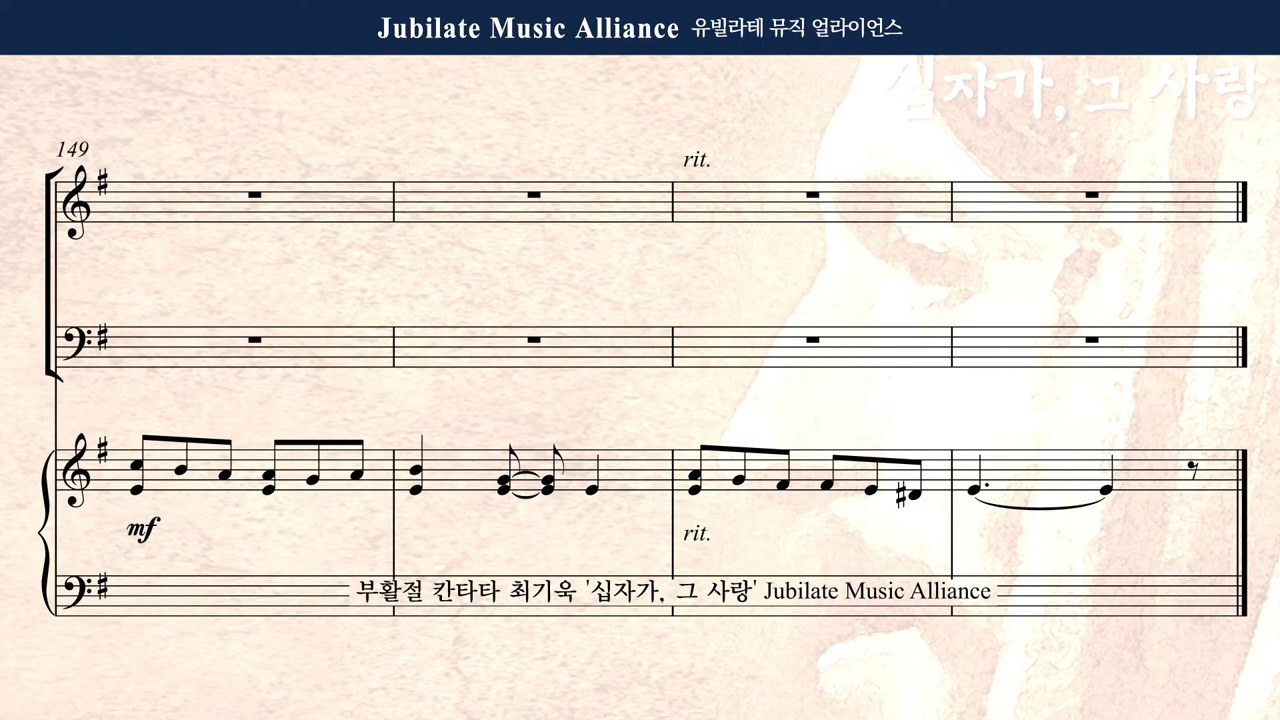 Jubilate Music Alliance 유빌라테 뮤직 얼라이언스
십자가, 그 사랑
149
rit.
mf
rit.
부활절 칸타타 최기욱 '십자가, 그 사랑' Jubilate Music Alliance